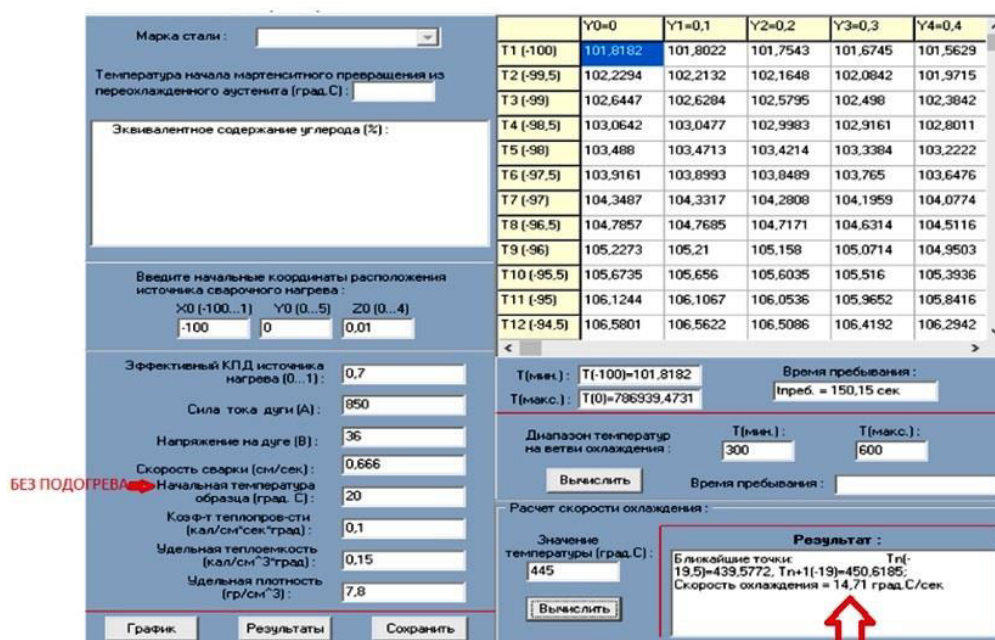 Марка стали :
Температура начала мартенситного превращения из
переохлажденного аустенита (град.С) :
Эквивалентное содержание углерода (%) :
Введите начальные координаты расположения
источника сварочного нагрева :
X0 (-100...1) Y0 (0...5) Z0 (0...4)
-100 0 0,01
Эффективный КПД источника
нагрева (0...1) : 0,7
Сила тока дуги (А) : 850
Напряжение на дуге (В) : 36
Скорость сварки (см/сек) : 0,666
БЕЗ ПОДОГРЕВА
Начальная температура
образца (град. С) : 20
Коэф-т теплопров-сти
(кал/см*сек*град) : 0,1
Удельная теплоемкость
(кал/см^3*град) : 0,15
Удельная плотность
(гр/см^3) : 7,8
График Результаты Сохранить
Y0=0 Y1=0,1 Y2=0,2 Y3=0,3 Y4=0,4
T1 (-100) 101,8182 101,8022 101,7543 101,6745 101,5629
T2 (-99,5) 102,2294 102,2132 102,1648 102,0842 101,9715
T3 (-99) 102,6447 102,6284 102,5795 102,498 102,3842
T4 (-98,5) 103,0642 103,0477 102,9983 102,9161 102,8011
T5 (-98) 103,488 103,4713 103,4214 103,3384 103,2222
T6 (-97,5) 103,9161 103,8993 103,8489 103,765 103,6476
T7 (-97) 104,3487 104,3317 104,2808 104,1959 104,0774
T8 (-96,5) 104,7857 104,7685 104,7171 104,6314 104,5116
T9 (-96) 105,2273 105,21 105,158 105,0714 104,9503
T10 (-95,5) 105,6735 105,656 105,6035 105,516 105,3936
T11 (-95) 106,1244 106,1067 106,0536 105,9652 105,8416
T12 (-94,5) 106,5801 106,5622 106,5086 106,4192 106,2942
T(мин.) : T(-100)=101,8182
T(макс.) : T(0)=786939,4731
Время пребывания :
tпреб. = 150,15 сек
Диапазон температур
на ветви охлаждения :
T(мин.) : T(макс.) :
300 600
Вычислить Время пребывания :
Расчет скорости охлаждения :
Значение
температуры (град.С) :
445
Вычислить
Результат :
Ближайшие точки: Tn(-
19,5)=439,5772, Tn+1(-19)=450,6185;
Скорость охлаждения = 14,71 град.С/сек